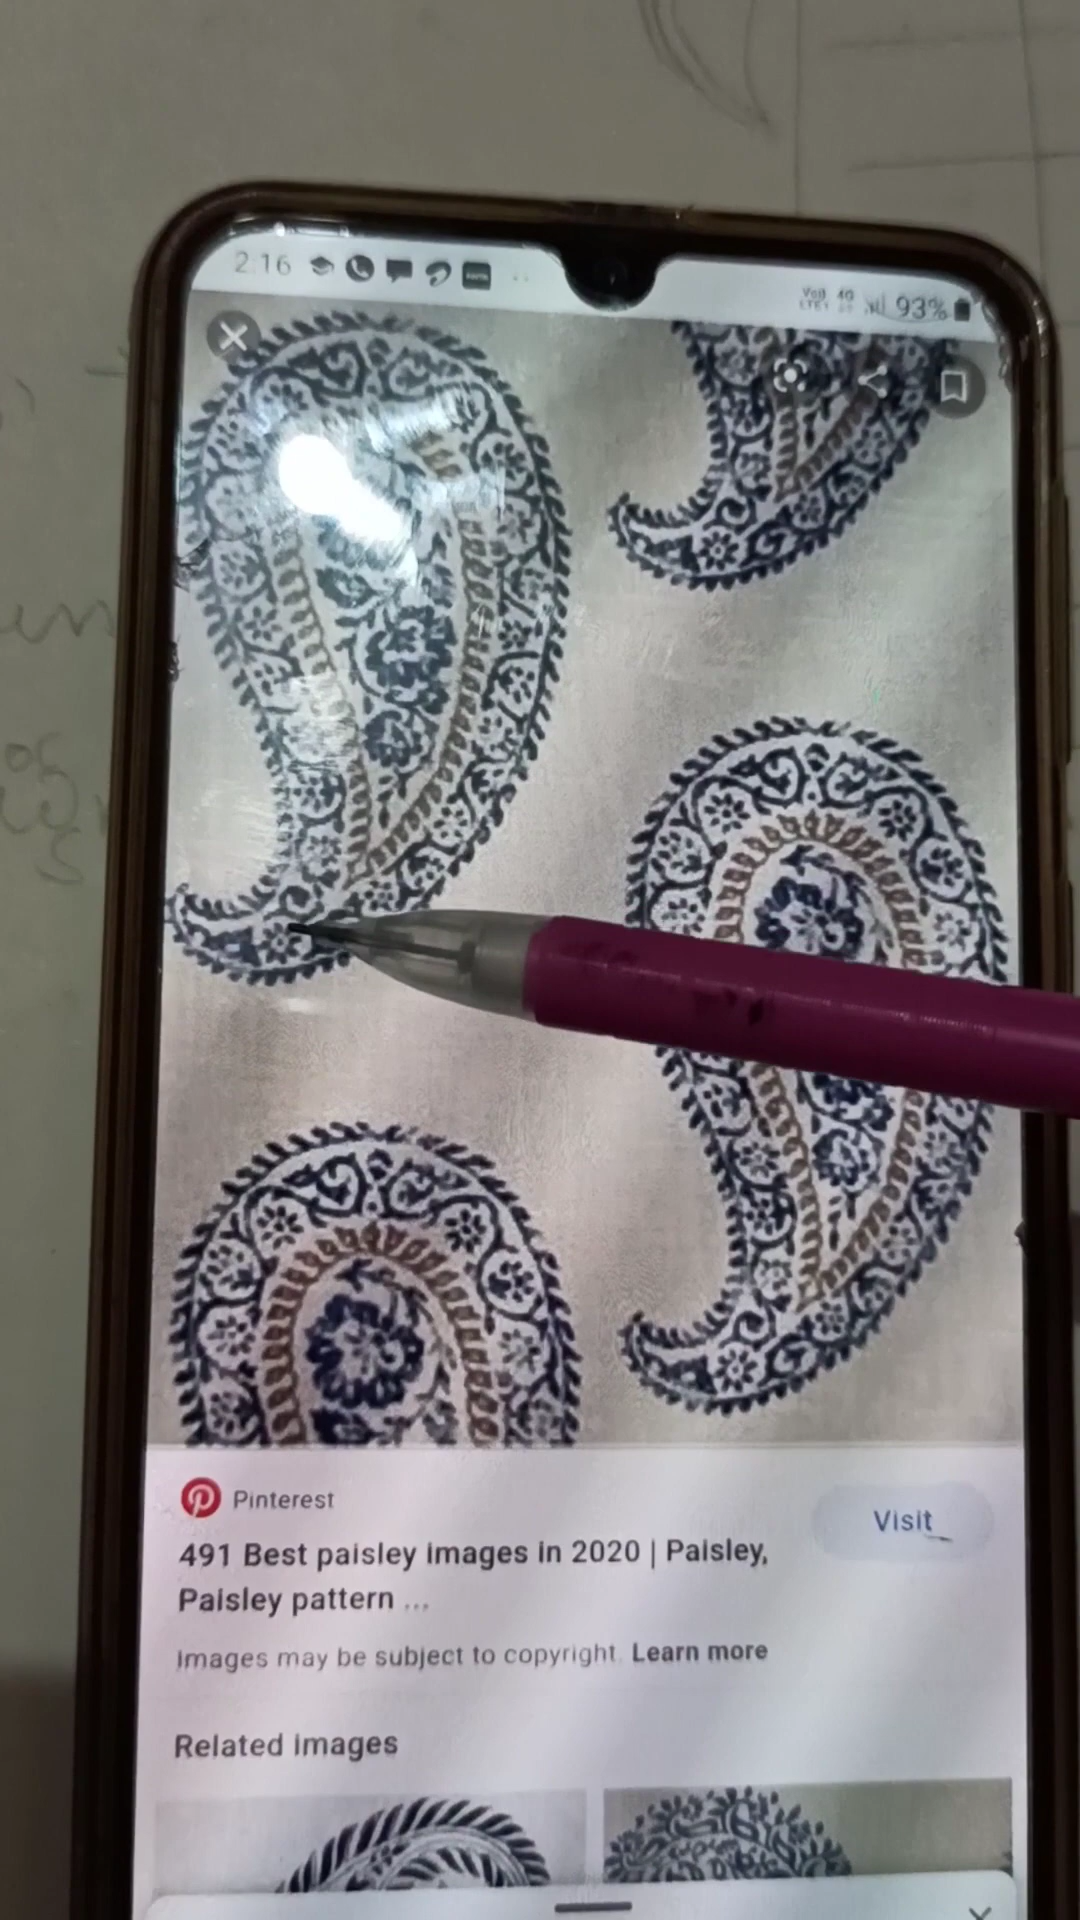 2:16
93%
Pinterest
Visit
491 Best paisley images in 2020 | Paisley,
Paisley pattern ...
Images may be subject to copyright. Learn more
Related images